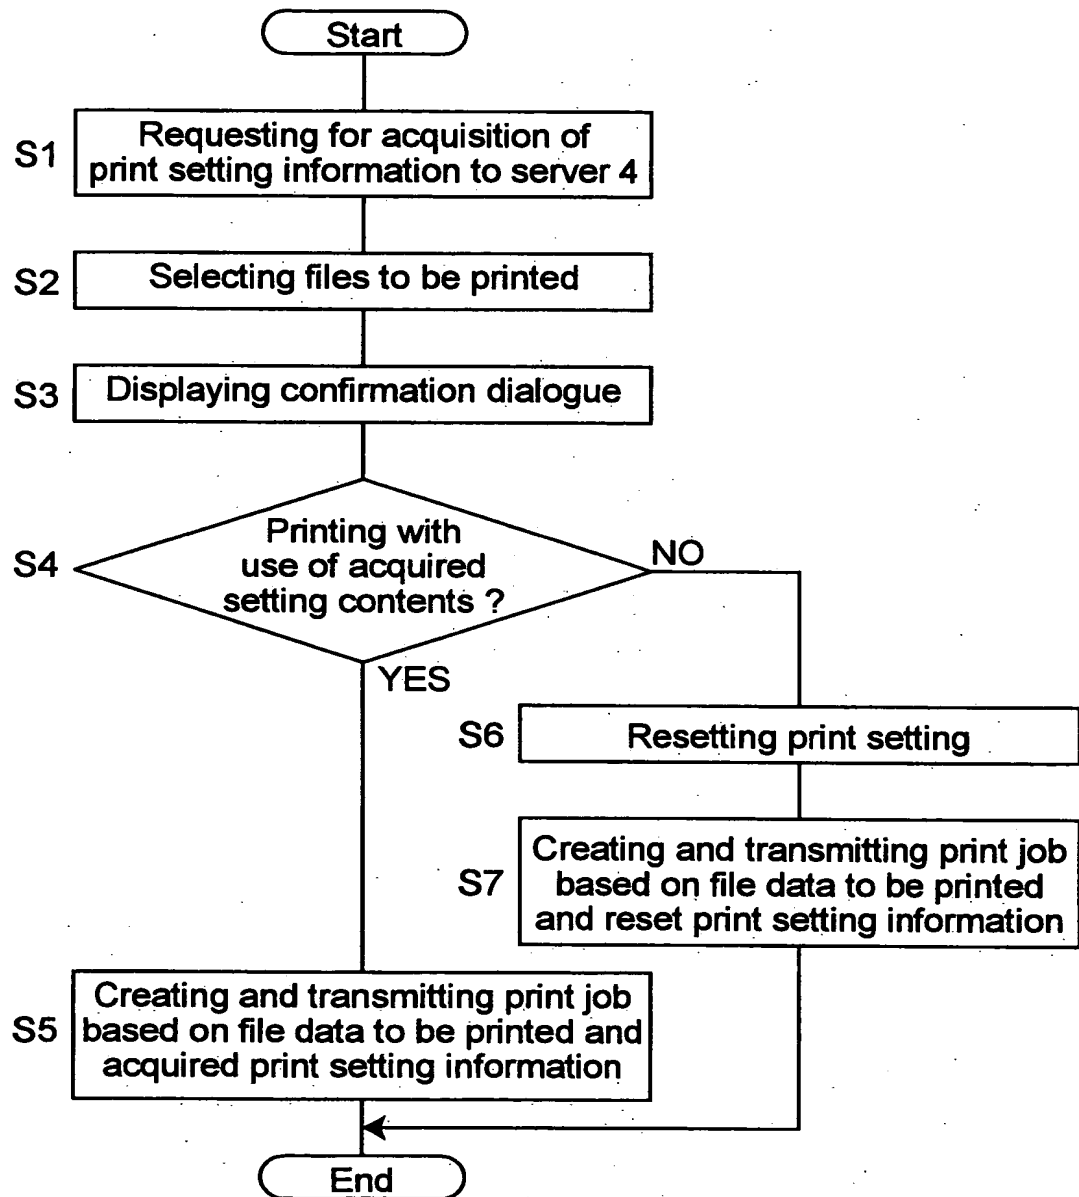 Start
S1
Requesting for acquisition of
print setting information to server 4
S2
Selecting files to be printed
S3
Displaying confirmation dialogue
S4
Printing with
use of acquired
setting contents ?
NO
YES
S6
Resetting print setting
S7
Creating and transmitting print job
based on file data to be printed
and reset print setting information
S5
Creating and transmitting print job
based on file data to be printed and
acquired print setting information
End